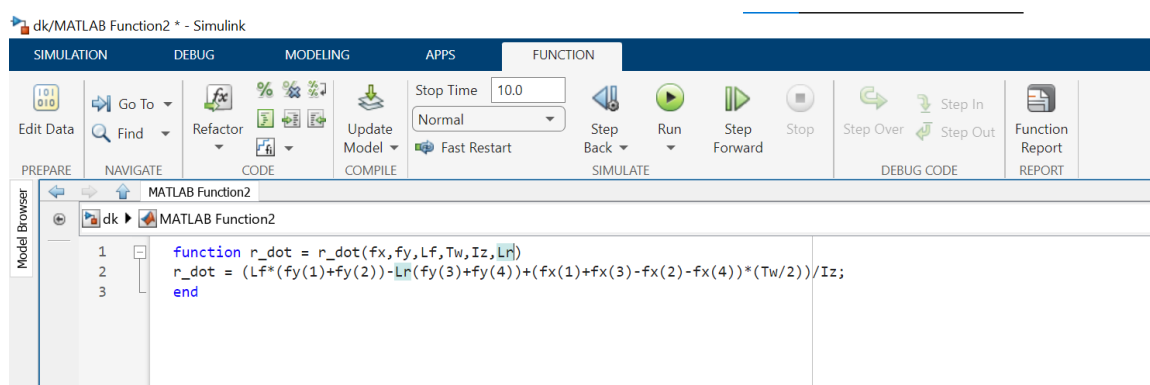 dk/MATLAB Function2 * - Simulink
SIMULATION DEBUG MODELING APPS FUNCTION
Edit Data
Go To
Find
Refactor
Update Model
Stop Time 10.0
Normal
Fast Restart
Step Back
Run
Step Forward
Stop
Step Over
Step In
Step Out
Function Report
PREPARE NAVIGATE CODE COMPILE SIMULATE DEBUG CODE REPORT
Model Browser
MATLAB Function2
dk MATLAB Function2
1 function r_dot = r_dot(fx,fy,Lf,Tw,Iz,Lr)
2 r_dot = (Lf*(fy(1)+fy(2))-Lr(fy(3)+fy(4))+(fx(1)+fx(3)-fx(2)-fx(4))*(Tw/2))/Iz;
3 end